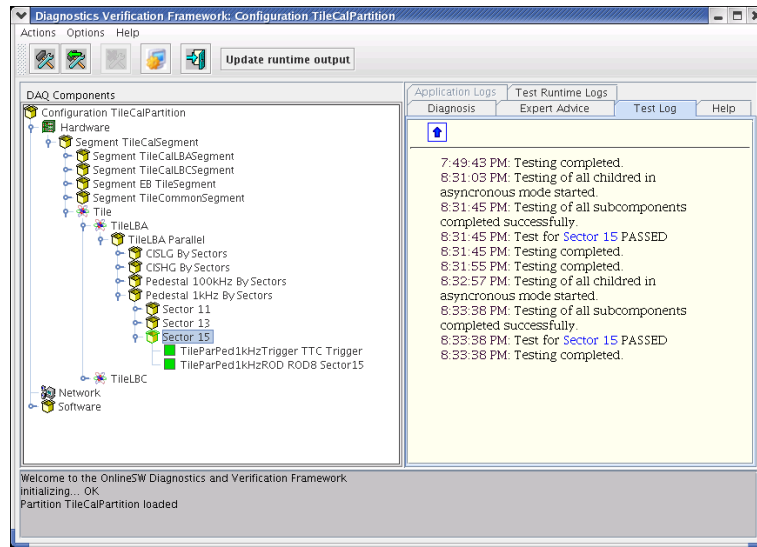 Diagnostics Verification Framework: Configuration TileCalPartition
Actions Options Help
Update runtime output
DAQ Components
Configuration TileCalPartition
Hardware
Segment TileCalSegment
Segment TileCalLBASegment
Segment TileCalLBCSegment
Segment EB TileSegment
Segment TileCommonSegment
Tile
TileLBA
TileLBA Parallel
CISLG By Sectors
CISHG By Sectors
Pedestal 100kHz By Sectors
Pedestal 1kHz By Sectors
Sector 11
Sector 13
Sector 15
TileParPed1kHzTrigger TTC Trigger
TileParPed1kHzROD ROD8 Sector15
TileLBC
Network
Software
Application Logs Test Runtime Logs
Diagnosis Expert Advice Test Log Help
7:49:43 PM: Testing completed.
8:31:03 PM: Testing of all childred in
asyncronous mode started.
8:31:45 PM: Testing of all subcomponents
completed successfully.
8:31:45 PM: Test for Sector 15 PASSED
8:31:45 PM: Testing completed.
8:31:55 PM: Testing completed.
8:32:57 PM: Testing of all childred in
asyncronous mode started.
8:33:38 PM: Testing of all subcomponents
completed successfully.
8:33:38 PM: Test for Sector 15 PASSED
8:33:38 PM: Testing completed.
Welcome to the OnlineSW Diagnostics and Verification Framework
initializing... OK
Partition TileCalPartition loaded